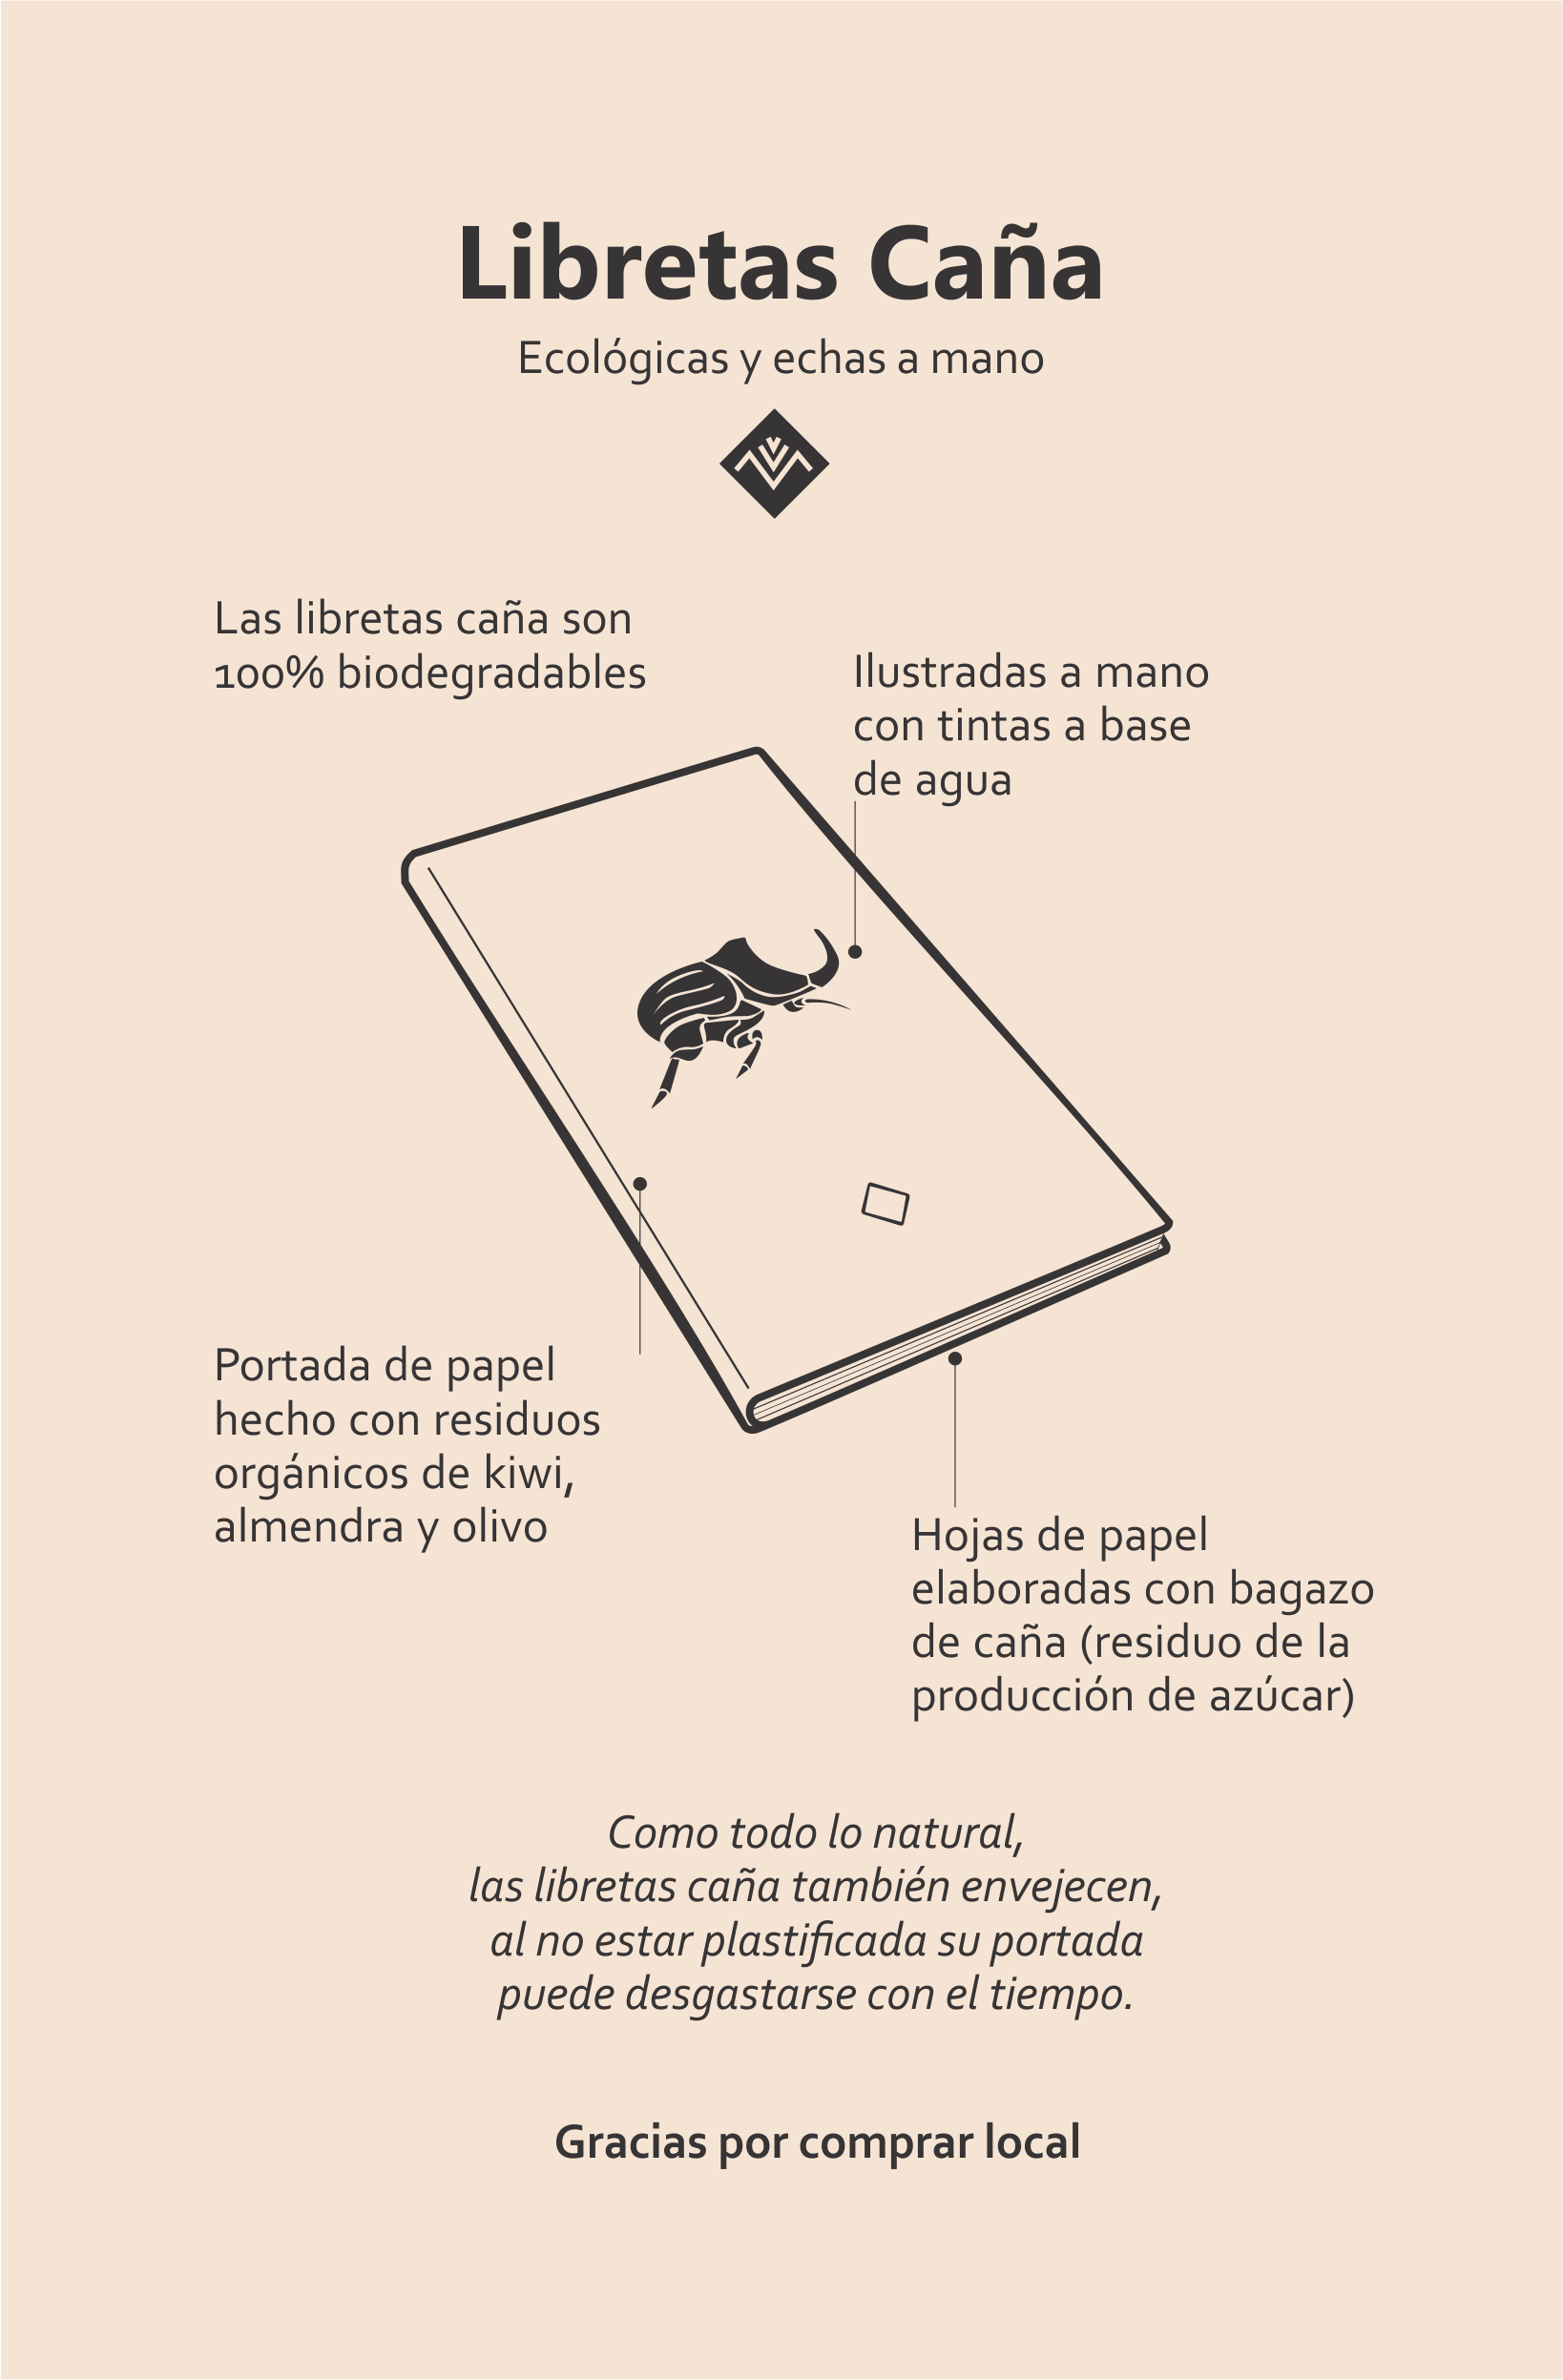 Libretas Caña
Ecológicas y echas a mano
Las libretas caña son
100% biodegradables
Ilustradas a mano
con tintas a base
de agua
Portada de papel
hecho con residuos
orgánicos de kiwi,
almendra y olivo
Hojas de papel
elaboradas con bagazo
de caña (residuo de la
producción de azúcar)
Como todo lo natural,
las libretas caña también envejecen,
al no estar plastificada su portada
puede desgastarse con el tiempo.
Gracias por comprar local